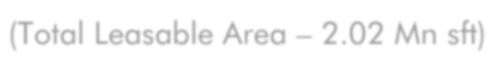 (Total Leasable Area – 2.02 Mn sft)